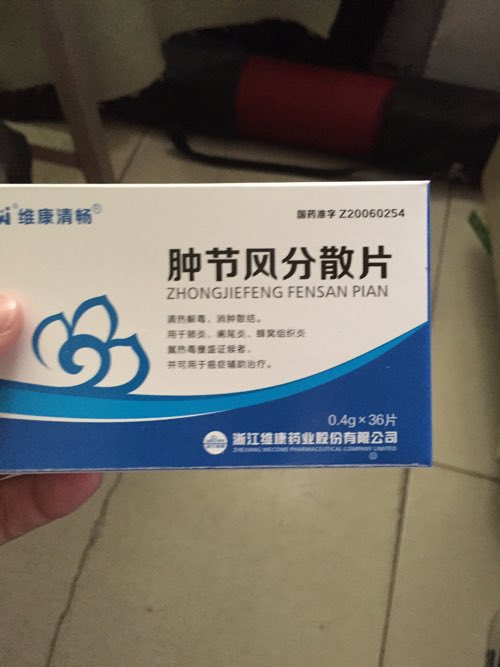 维康清畅®
国药准字 Z20060254
肿节风分散片
ZHONGJIEFENG FENSAN PIAN
清热解毒，消肿散结。
用于肺炎、阑尾炎、蜂窝组织炎
属热毒壅盛证候者，
并可用于癌症辅助治疗。
0.4g×36片
浙江维康药业股份有限公司
ZHEJIANG WECOME PHARMACEUTICAL COMPANY LIMITED